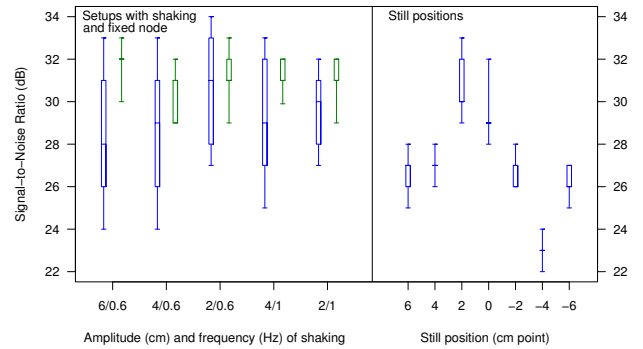 Setups with shaking
and fixed node
Still positions
34
32
30
28
26
24
22
34
32
30
28
26
24
22
Signal−to−Noise Ratio (dB)
6/0.6 4/0.6 2/0.6 4/1 2/1
6 4 2 0 −2 −4 −6
Amplitude (cm) and frequency (Hz) of shaking
Still position (cm point)